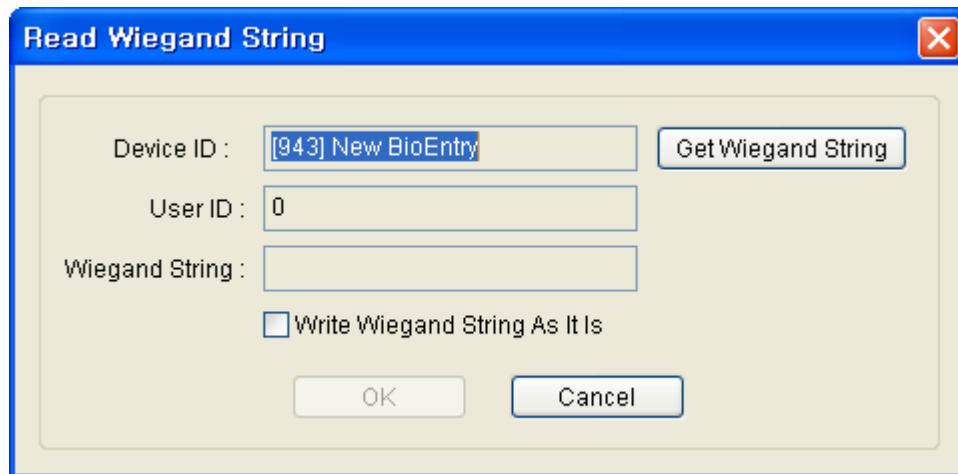 Read Wiegand String
Device ID : [943] New BioEntry Get Wiegand String
User ID : 0
Wiegand String :
Write Wiegand String As It Is
OK Cancel